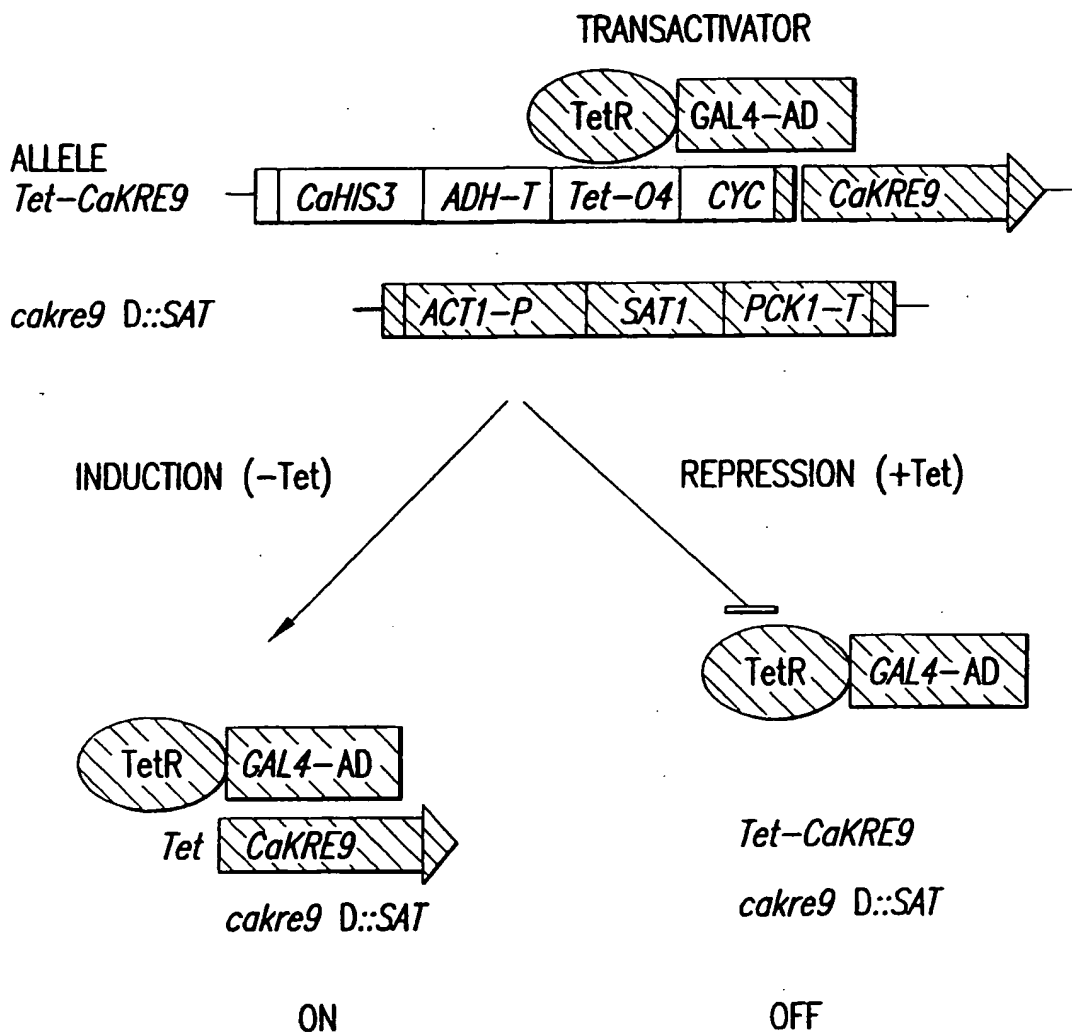 TRANSACTIVATOR
TetR GAL4-AD
ALLELE
Tet-CaKRE9 CaHIS3 ADH-T Tet-O4 CYC CaKRE9
cakre9 D::SAT ACT1-P SAT1 PCK1-T
INDUCTION (-Tet) REPRESSION (+Tet)
TetR GAL4-AD
TetR GAL4-AD
Tet CaKRE9
Tet-CaKRE9
cakre9 D::SAT
cakre9 D::SAT
ON OFF